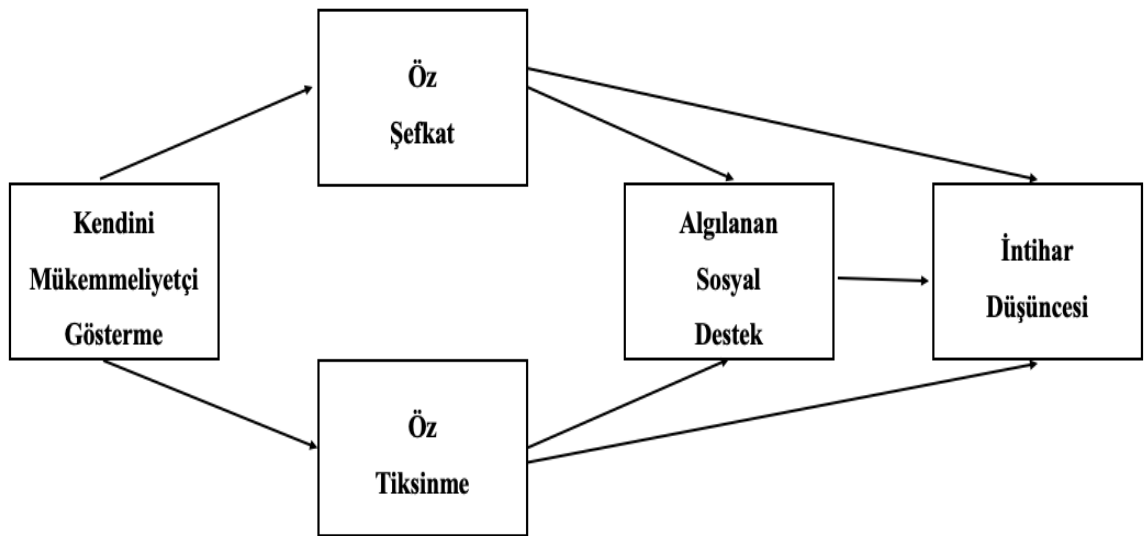 Öz
Şefkat
Kendini
Mükemmeliyetçi
Gösterme
Algılanan
Sosyal
Destek
İntihar
Düşüncesi
Öz
Tiksinme